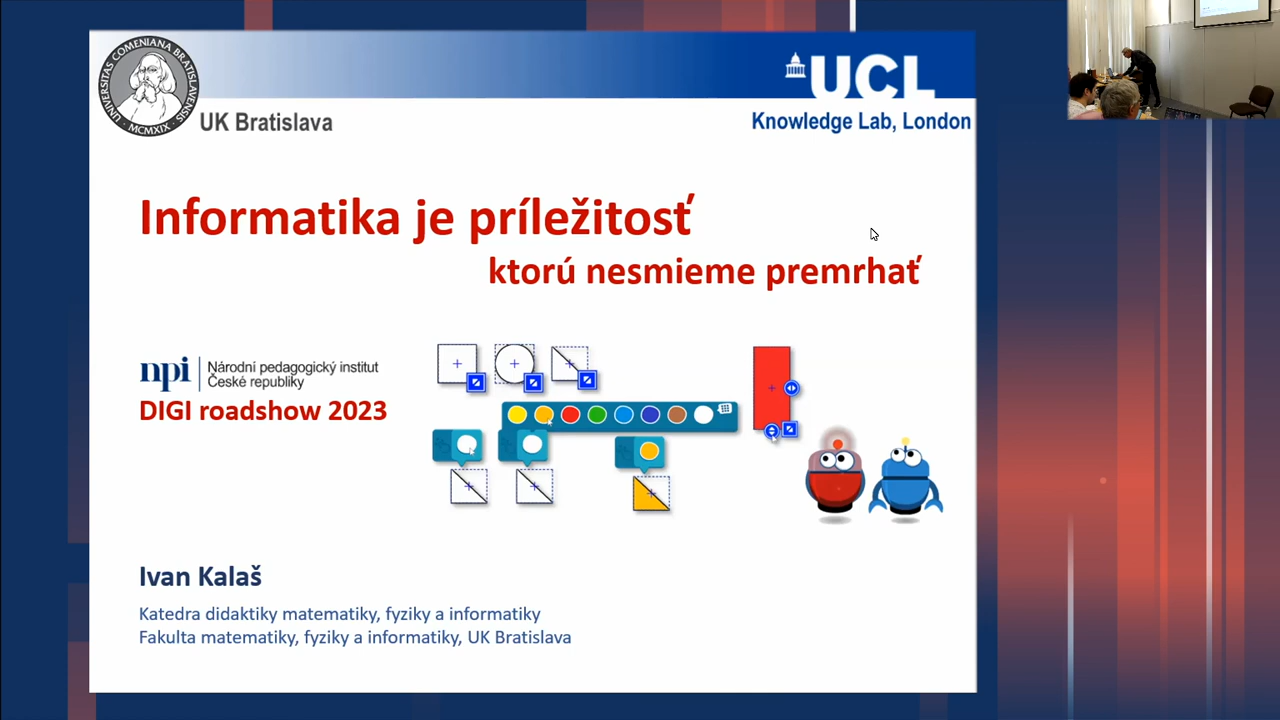 UNIVERSITAS COMENIANA BRATISLAVENSIS
MCMXIX
UK Bratislava
UCL
Knowledge Lab, London
Informatika je príležitosť
ktorú nesmieme premrhať
npi
Národní pedagogický institut
České republiky
DIGI roadshow 2023
Ivan Kalaš
Katedra didaktiky matematiky, fyziky a informatiky
Fakulta matematiky, fyziky a informatiky, UK Bratislava